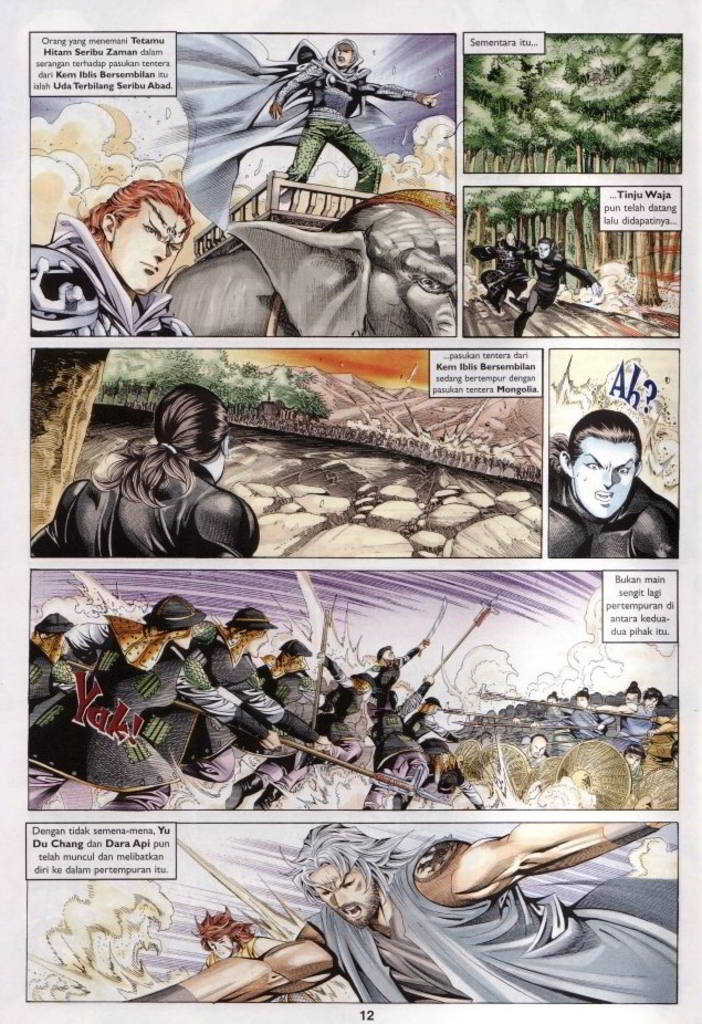 Orang yang menemani Tetamu
Hitam Seribu Zaman dalam
serangan terhadap pasukan tentera
dari Kem Iblis Bersembilan itu
ialah Uda Terbilang Seribu Abad.
Sementara itu...
...Tinju Waja
pun telah datang
lalu didapatinya...
...pasukan tentera dari
Kem Iblis Bersembilan
sedang bertempur dengan
pasukan tentera Mongolia.
Ah?
Bukan main
sengit lagi
pertempuran di
antara kedua-
dua pihak itu.
Yak!
Dengan tidak semena-mena, Yu
Du Chang dan Dara Api pun
telah muncul dan melibatkan
diri ke dalam pertempuran itu.
12